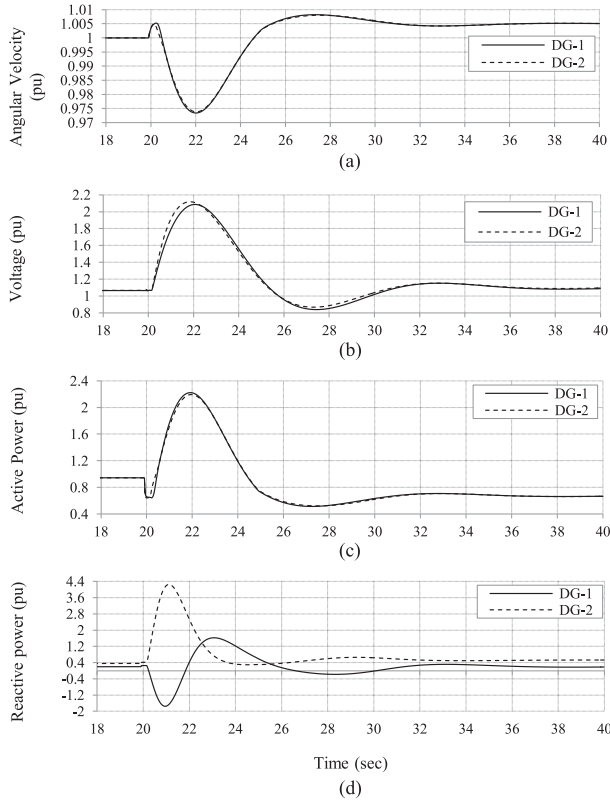 Angular Velocity
(pu)
1.01
1.005
1
0.995
0.99
0.985
0.98
0.975
0.97
DG-1
DG-2
18 20 22 24 26 28 30 32 34 36 38 40
(a)
Voltage (pu)
2.2
2
1.8
1.6
1.4
1.2
1
0.8
DG-1
DG-2
18 20 22 24 26 28 30 32 34 36 38 40
(b)
Active Power (pu)
2.4
2
1.6
1.2
0.8
0.4
DG-1
DG-2
18 20 22 24 26 28 30 32 34 36 38 40
(c)
Reactive power (pu)
4.4
3.6
2.8
2
1.2
0.4
-0.4
-1.2
-2
DG-1
DG-2
18 20 22 24 26 28 30 32 34 36 38 40
Time (sec)
(d)